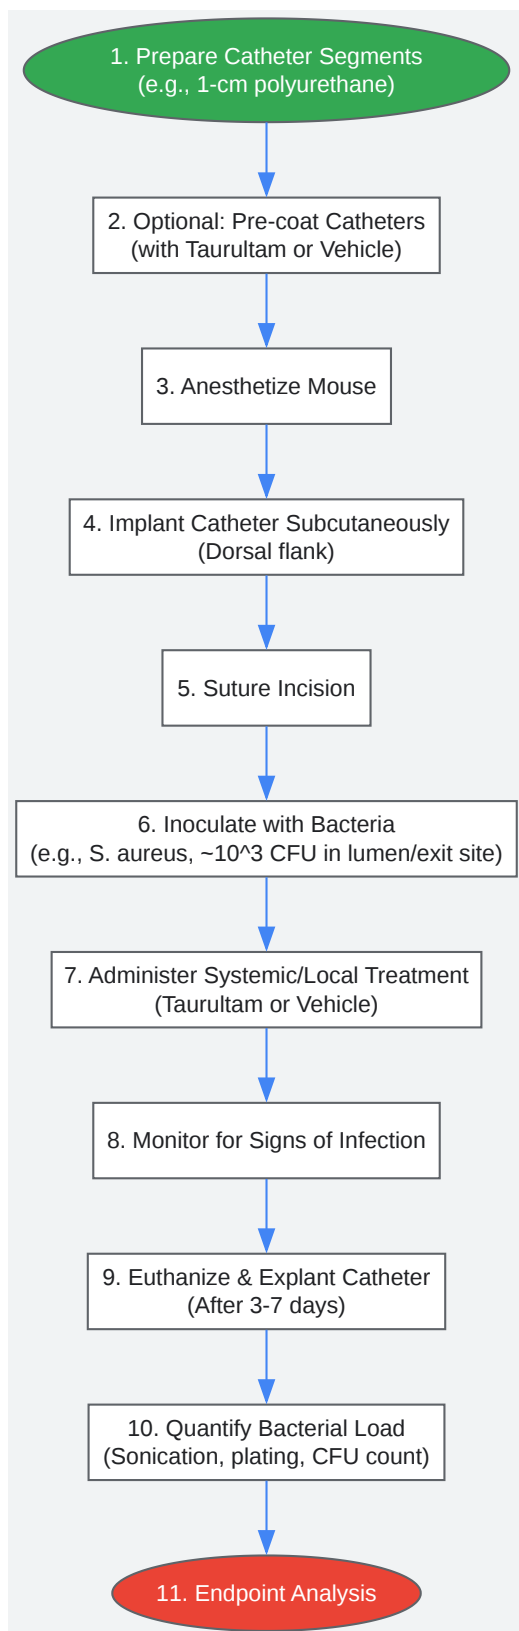 1. Prepare Catheter Segments
(e.g., 1-cm polyurethane)
2. Optional: Pre-coat Catheters
(with Taurultam or Vehicle)
3. Anesthetize Mouse
4. Implant Catheter Subcutaneously
(Dorsal flank)
5. Suture Incision
6. Inoculate with Bacteria
(e.g., S. aureus, ~10^3 CFU in lumen/exit site)
7. Administer Systemic/Local Treatment
(Taurultam or Vehicle)
8. Monitor for Signs of Infection
9. Euthanize & Explant Catheter
(After 3-7 days)
10. Quantify Bacterial Load
(Sonication, plating, CFU count)
11. Endpoint Analysis